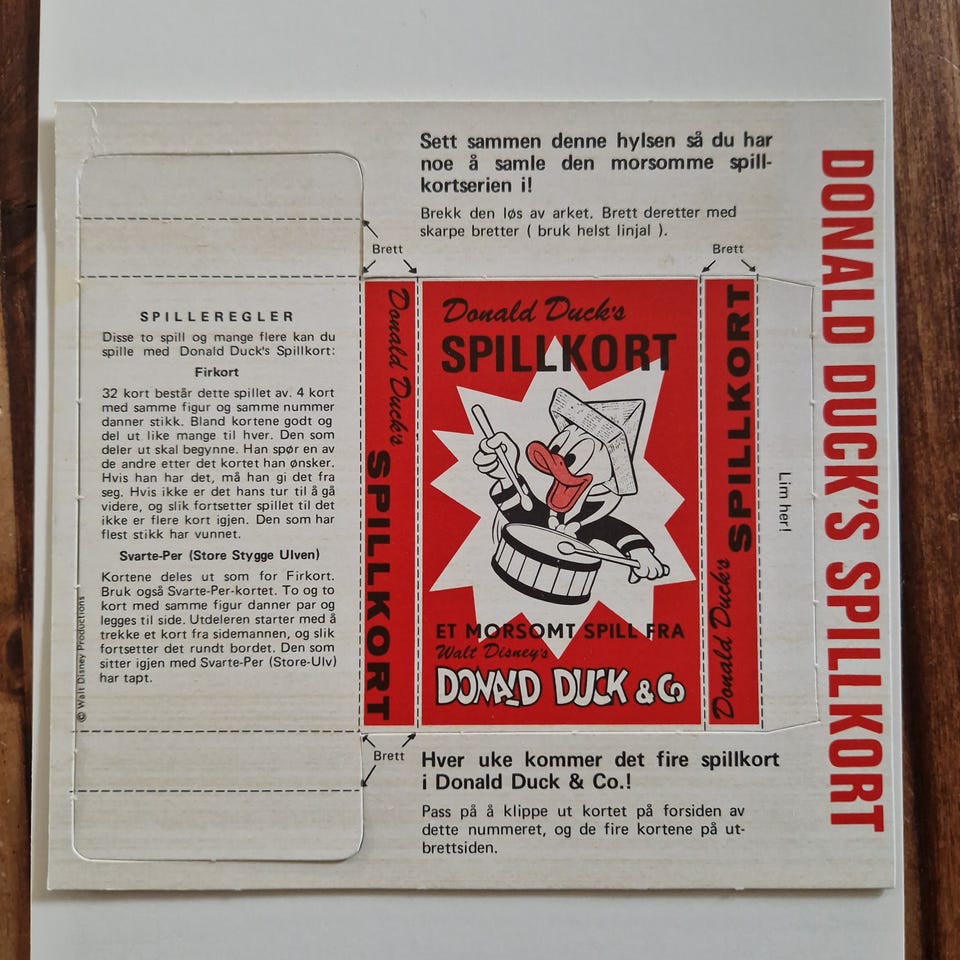 Sett sammen denne hylsen så du har
noe å samle den morsomme spill-
kortserien i!
Brekk den løs av arket. Brett deretter med
skarpe bretter ( bruk helst linjal ).
Brett
Brett
SPILLEREGLER
Disse to spill og mange flere kan du
spille med Donald Duck's Spillkort:
Firkort
32 kort består dette spillet av. 4 kort
med samme figur og samme nummer
danner stikk. Bland kortene godt og
del ut like mange til hver. Den som
deler ut skal begynne. Han spør en av
de andre etter det kortet han ønsker.
Hvis han har det, må han gi det fra
seg. Hvis ikke er det hans tur til å gå
videre, og slik fortsetter spillet til det
ikke er flere kort igjen. Den som har
flest stikk har vunnet.
Svarte-Per (Store Stygge Ulven)
Kortene deles ut som for Firkort.
Bruk også Svarte-Per-kortet. To og to
kort med samme figur danner par og
legges til side. Utdeleren starter med å
trekke et kort fra sidemannen, og slik
fortsetter det rundt bordet. Den som
sitter igjen med Svarte-Per (Store-Ulv)
har tapt.
© Walt Disney Productions
Donald Duck's SPILLKORT
Donald Duck's
SPILLKORT
ET MORSOMT SPILL FRA
Walt Disney's
DONALD DUCK & Co
Donald Duck's SPILLKORT
Lim her!
DONALD DUCK'S SPILLKORT
Brett
Hver uke kommer det fire spillkort
i Donald Duck & Co.!
Pass på å klippe ut kortet på forsiden av
dette nummeret, og de fire kortene på ut-
brettsiden.